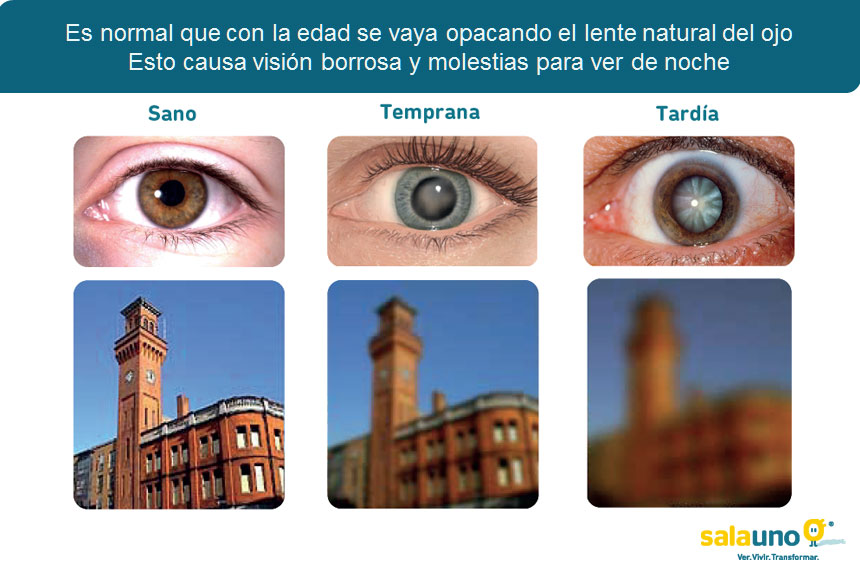 Es normal que con la edad se vaya opacando el lente natural del ojo
Esto causa visión borrosa y molestias para ver de noche
Sano
Temprana
Tardía
salauno
Ver.Vivir.Transformar.